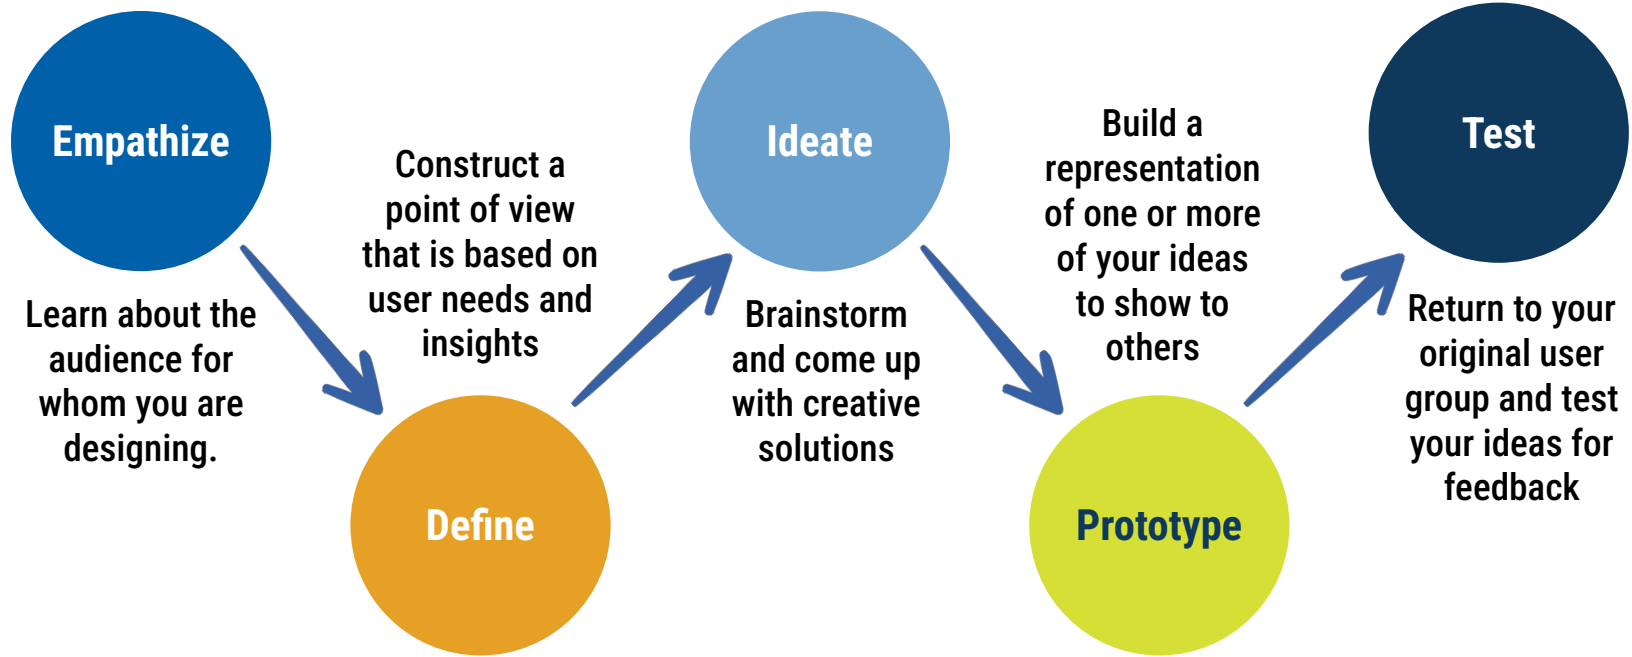 Empathize
Learn about the
audience for
whom you are
designing.
Construct a
point of view
that is based on
user needs and
insights
Define
Ideate
Brainstorm
and come up
with creative
solutions
Build a
representation
of one or more
of your ideas
to show to
others
Prototype
Test
Return to your
original user
group and test
your ideas for
feedback